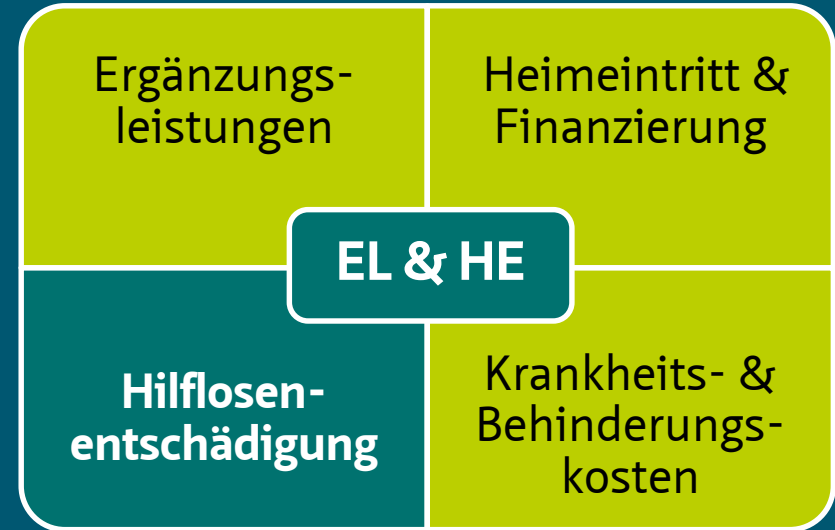 Ergänzungs-
leistungen
Heimeintritt &
Finanzierung
EL & HE
Hilflosen-
entschädigung
Krankheits- &
Behinderungs-
kosten